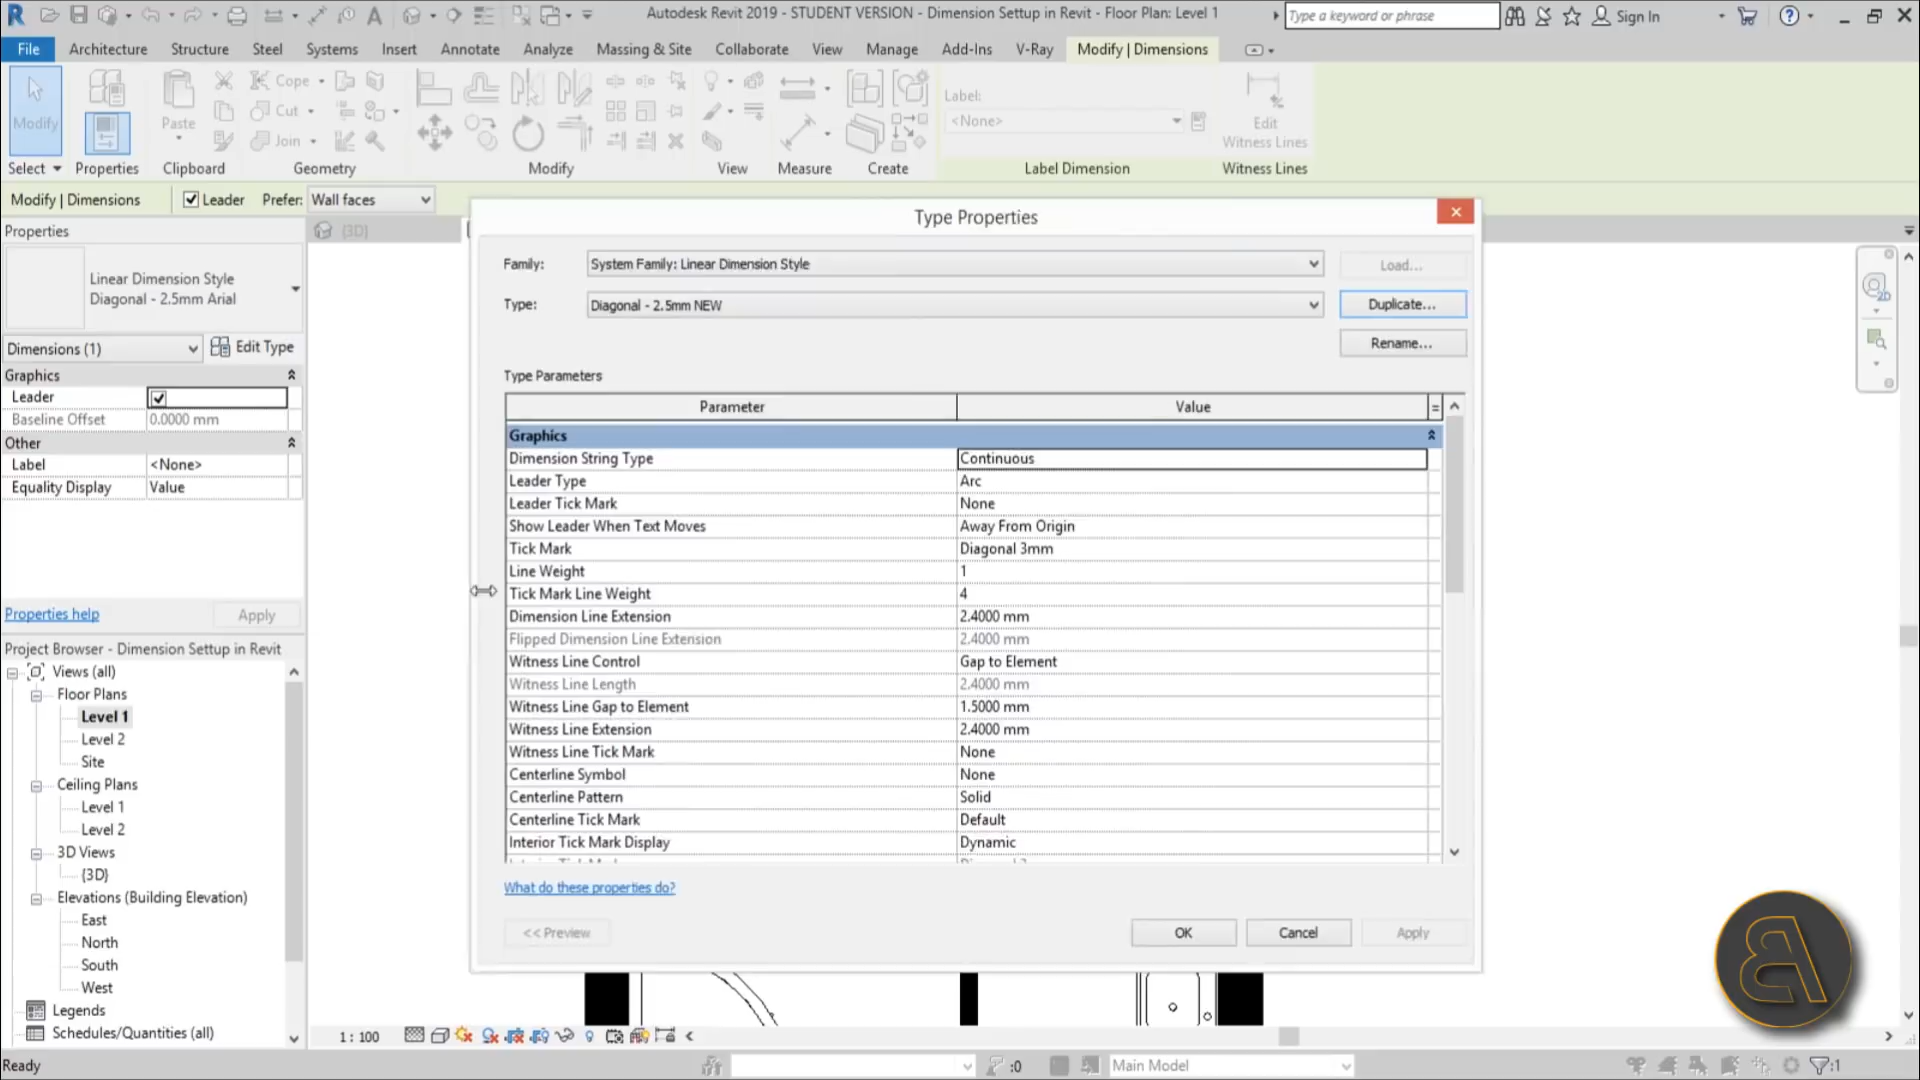 Autodesk Revit 2019 - STUDENT VERSION - Dimension Settup in Revit - Floor Plan: Level 1
Type a keyword or phrase
Sign In
File Architecture Structure Steel Systems Insert Annotate Analyze Massing & Site Collaborate View Manage Add-Ins V-Ray Modify | Dimensions
Modify
Paste
Cope
Cut
Join
Label:
<None>
Edit
Witness Lines
Select Properties Clipboard Geometry Modify View Measure Create Label Dimension Witness Lines
Modify | Dimensions Leader Prefer: Wall faces
Properties
{3D}
Linear Dimension Style
Diagonal - 2.5mm Arial
Dimensions (1) Edit Type
Graphics
Leader
Baseline Offset 0.0000 mm
Other
Label <None>
Equality Display Value
Properties help Apply
Project Browser - Dimension Settup in Revit
Views (all)
Floor Plans
Level 1
Level 2
Site
Ceiling Plans
Level 1
Level 2
3D Views
{3D}
Elevations (Building Elevation)
East
North
South
West
Legends
Schedules/Quantities (all)
Type Properties
Family: System Family: Linear Dimension Style Load...
Type: Diagonal - 2.5mm NEW Duplicate...
Rename...
Type Parameters
Parameter Value =
Graphics
Dimension String Type Continuous
Leader Type Arc
Leader Tick Mark None
Show Leader When Text Moves Away From Origin
Tick Mark Diagonal 3mm
Line Weight 1
Tick Mark Line Weight 4
Dimension Line Extension 2.4000 mm
Flipped Dimension Line Extension 2.4000 mm
Witness Line Control Gap to Element
Witness Line Length 2.4000 mm
Witness Line Gap to Element 1.5000 mm
Witness Line Extension 2.4000 mm
Witness Line Tick Mark None
Centerline Symbol None
Centerline Pattern Solid
Centerline Tick Mark Default
Interior Tick Mark Display Dynamic
What do these properties do?
<< Preview OK Cancel Apply
2D
1 : 100
Ready
:0
Main Model
:1